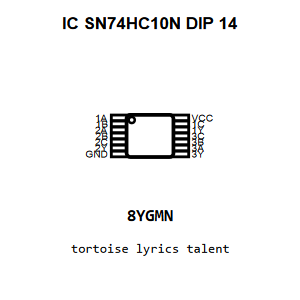 IC SN74HC10N DIP 14
1A VCC
1B 1C
2A 1Y
2B 3C
2C 3B
2Y 3A
GND 3Y
8YGMN
tortoise lyrics talent